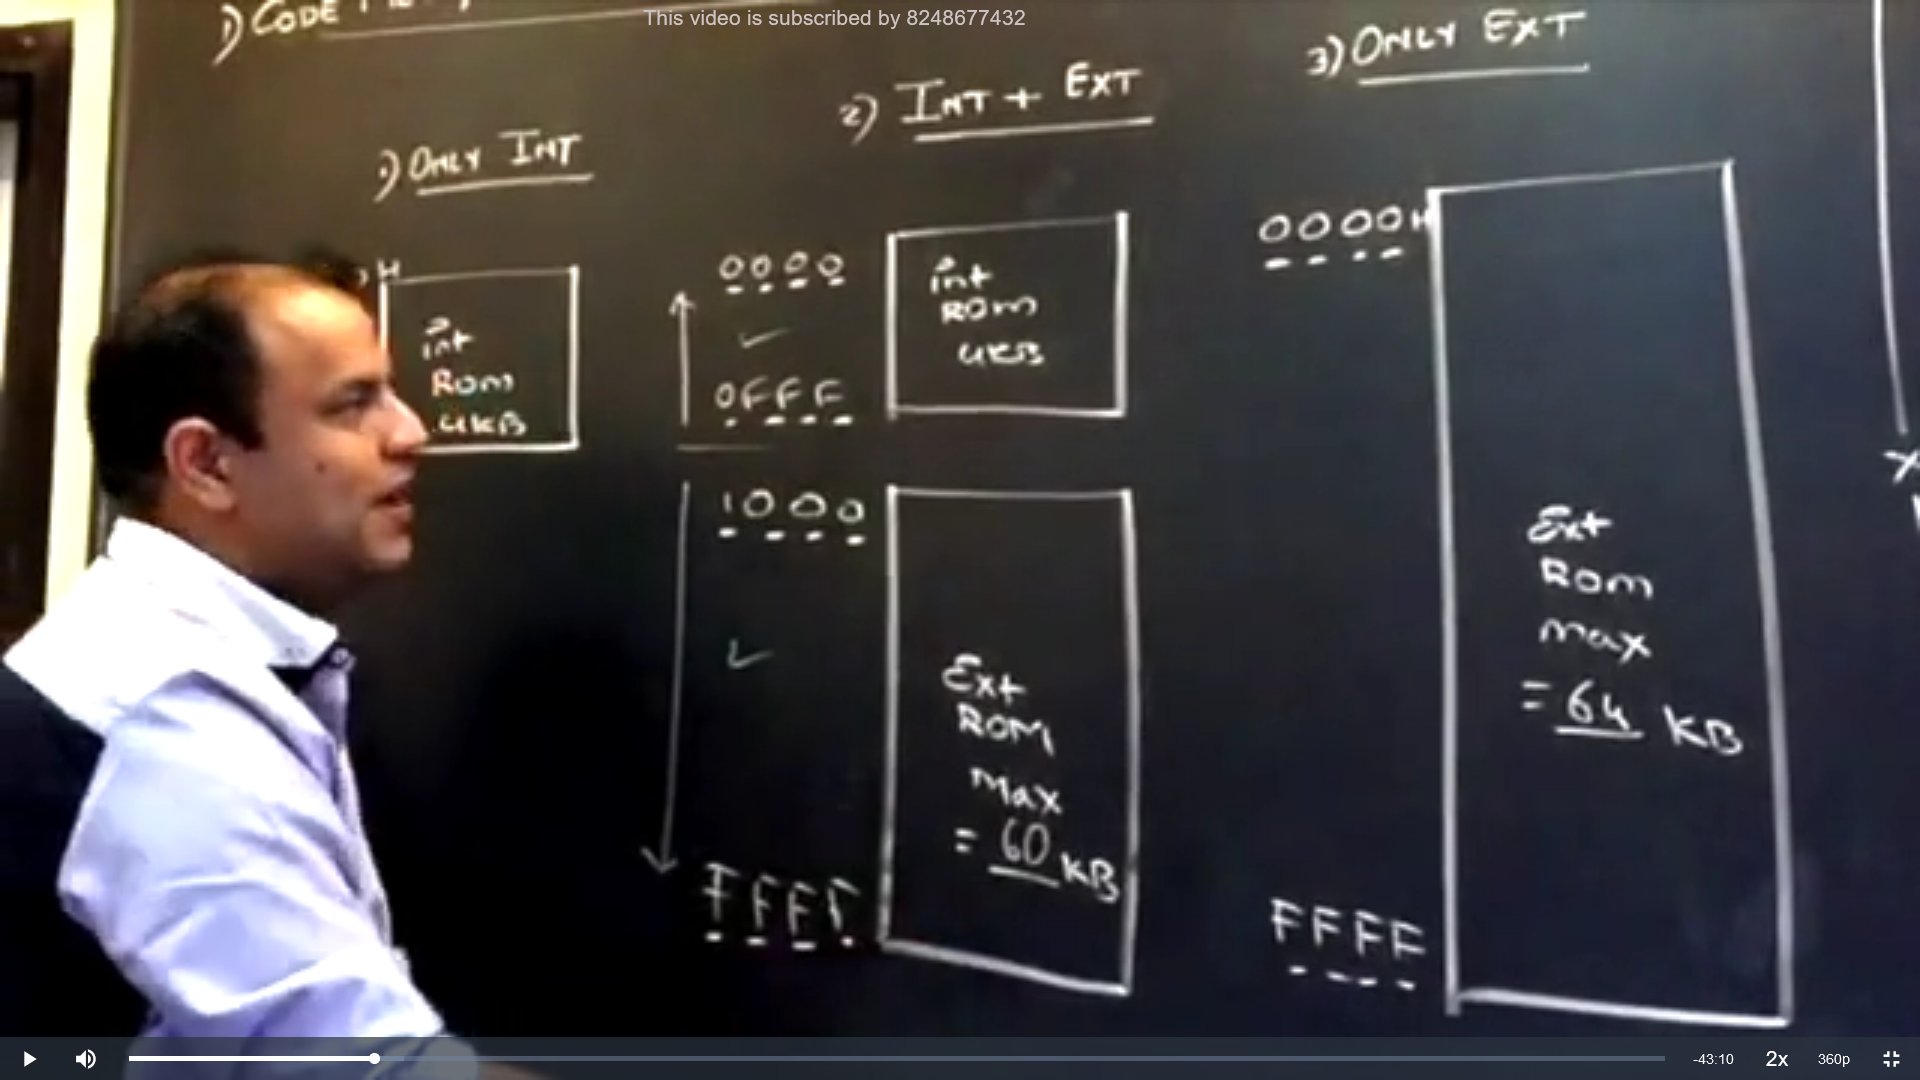 This video is subscribed by 8248677432
1) CODE
1) ONLY INT
H
int
ROM
4KB
2) INT + EXT
0000
0FFF
int
ROM
4KB
1000
FFFF
Ext
ROM
max
= 60 KB
3) ONLY EXT
0000H
FFFF
Ext
ROM
max
= 64 KB
X
-43:10
2x
360p